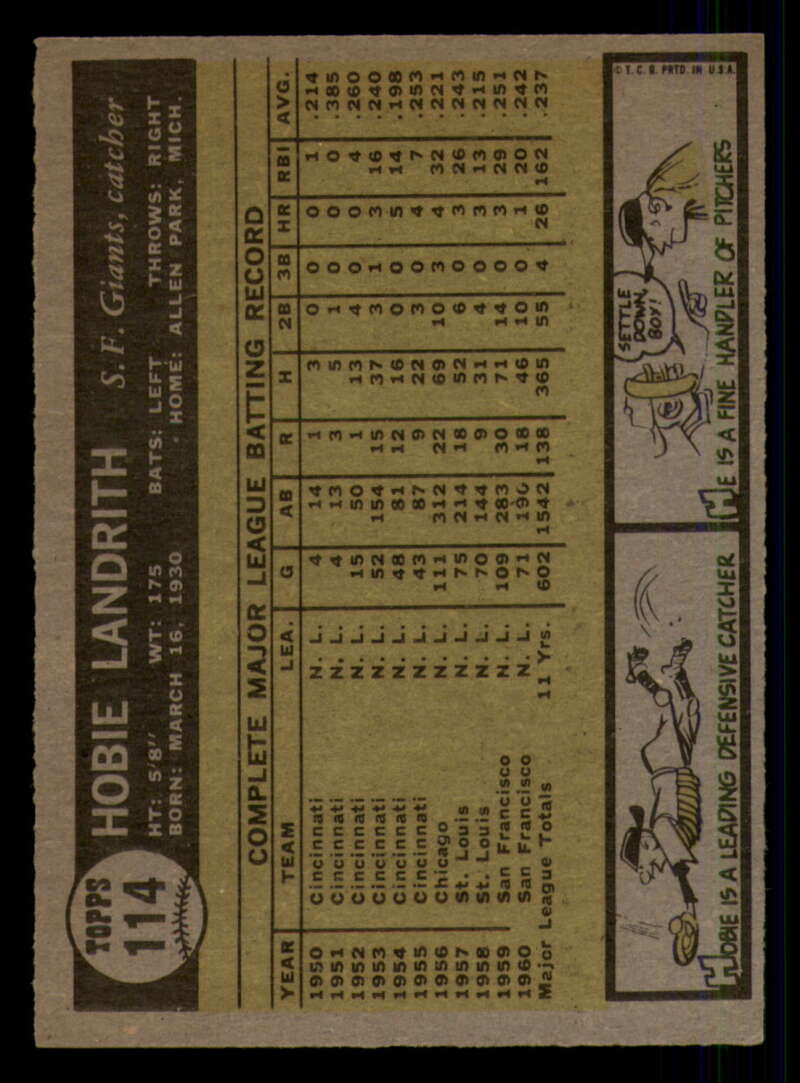 TOPPS
114
HOBIE LANDRITH S. F. Giants, catcher
HT: 5'8" WT: 175 BATS: LEFT THROWS: RIGHT
BORN: MARCH 16, 1930 • HOME: ALLEN PARK, MICH.
COMPLETE MAJOR LEAGUE BATTING RECORD
YEAR TEAM LEA. G AB R H 2B 3B HR RBI AVG.
1950 Cincinnati N. L. 4 14 1 3 0 0 0 1 .214
1951 Cincinnati N. L. 4 13 3 5 1 0 0 0 .385
1952 Cincinnati N. L. 15 50 1 13 4 0 0 4 .260
1953 Cincinnati N. L. 52 154 15 37 3 1 3 16 .240
1954 Cincinnati N. L. 48 81 12 16 0 0 5 14 .198
1955 Cincinnati N. L. 43 87 9 22 3 0 4 7 .253
1956 Chicago N. L. 111 312 22 69 10 3 4 32 .221
1957 St. Louis N. L. 75 214 18 52 6 0 3 26 .243
1958 St. Louis N. L. 70 144 9 31 4 0 3 13 .215
1959 San Francisco N. L. 109 283 30 71 14 0 3 29 .251
1960 San Francisco N. L. 71 190 18 46 10 0 1 20 .242
Major League Totals 11 Yrs. 602 1542 138 365 55 4 26 162 .237
HOBIE IS A LEADING DEFENSIVE CATCHER
SETTLE
DOWN,
BOY!
HE IS A FINE HANDLER OF PITCHERS
© T. C. G. PRTD. IN U.S.A.